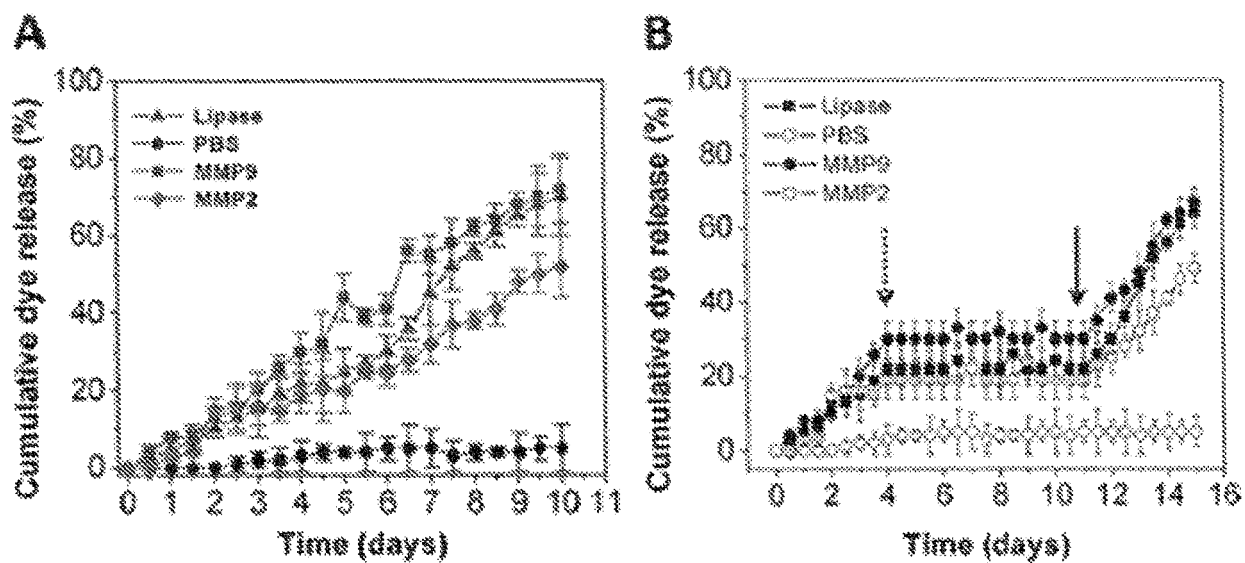 A
Cumulative dye release (%)
100
80
60
40
20
0
Lipase
PBS
MMP9
MMP2
0 1 2 3 4 5 6 7 8 9 10 11
Time (days)
B
Cumulative dye release (%)
100
80
60
40
20
0
Lipase
PBS
MMP9
MMP2
0 2 4 6 8 10 12 14 16
Time (days)